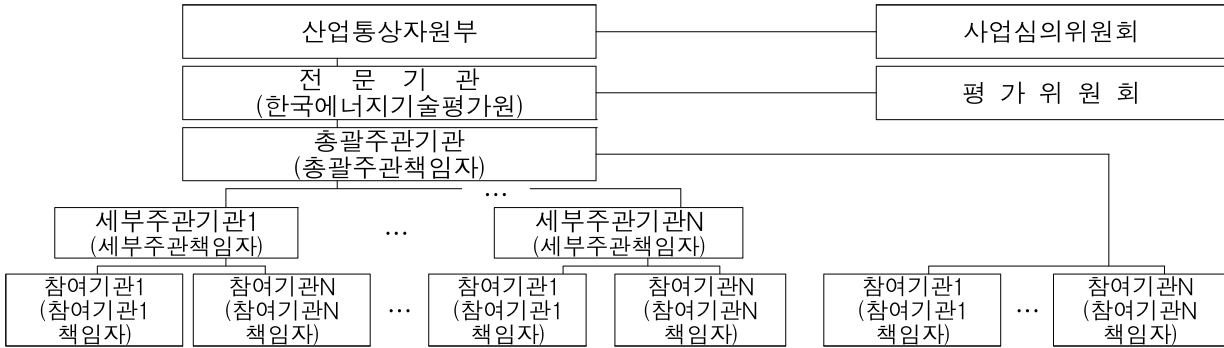 산업통상자원부
사업심의위원회
전 문 기 관
(한국에너지기술평가원)
평 가 위 원 회
총괄주관기관
(총괄주관책임자)
…
세부주관기관1
(세부주관책임자)
…
세부주관기관N
(세부주관책임자)
참여기관1
(참여기관1
책임자)
참여기관N
(참여기관N
책임자)
…
참여기관1
(참여기관1
책임자)
참여기관N
(참여기관N
책임자)
참여기관1
(참여기관1
책임자)
…
참여기관N
(참여기관N
책임자)